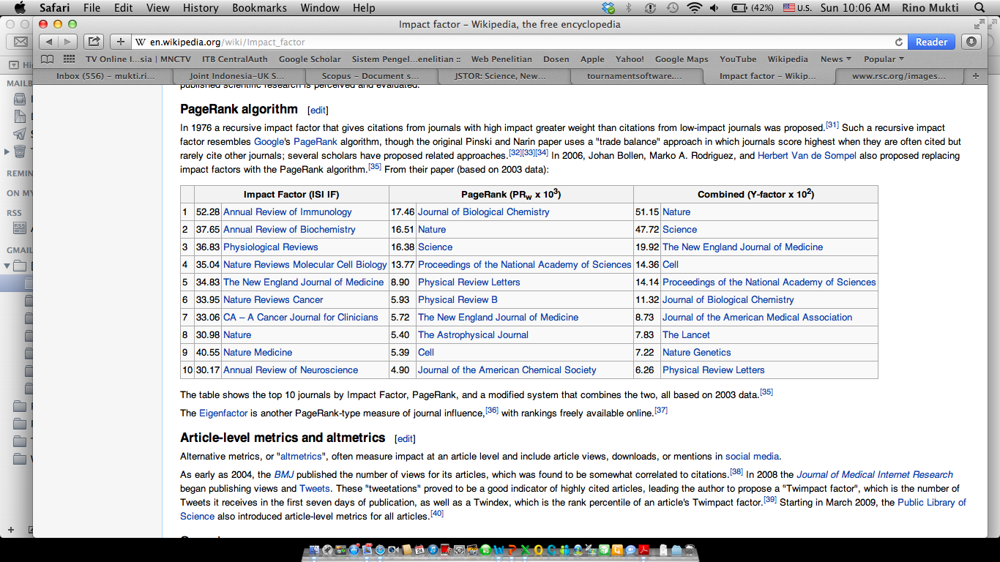 Safari File Edit View History Bookmarks Window Help (42%) U.S. Sun 10:06 AM Rino Mukti
Impact factor – Wikipedia, the free encyclopedia
W en.wikipedia.org/wiki/Impact_factor Reader
TV Online I...sia | MNCTV ITB CentralAuth Google Scholar Sistem Pengel...enelitian :: Web Penelitian Dosen Apple Yahoo! Google Maps YouTube Wikipedia News Popular
Inbox (556) – mukti.ri... Joint Indonesia-UK S... Scopus – Document s... JSTOR: Science, New... tournamentsoftware.... Impact factor – Wikip... www.rsc.org/images...
Hi
MAILB
REMIN
ON MY
RSS
GMAIL
published scientific research is perceived and evaluated.
PageRank algorithm [edit]
In 1976 a recursive impact factor that gives citations from journals with high impact greater weight than citations from low-impact journals was proposed.[31] Such a recursive impact
factor resembles Google's PageRank algorithm, though the original Pinski and Narin paper uses a "trade balance" approach in which journals score highest when they are often cited but
rarely cite other journals; several scholars have proposed related approaches.[32][33][34] In 2006, Johan Bollen, Marko A. Rodriguez, and Herbert Van de Sompel also proposed replacing
impact factors with the PageRank algorithm.[35] From their paper (based on 2003 data):
Impact Factor (ISI IF) PageRank (PRw x 10³) Combined (Y-factor x 10²)
1 52.28 Annual Review of Immunology 17.46 Journal of Biological Chemistry 51.15 Nature
2 37.65 Annual Review of Biochemistry 16.51 Nature 47.72 Science
3 36.83 Physiological Reviews 16.38 Science 19.92 The New England Journal of Medicine
4 35.04 Nature Reviews Molecular Cell Biology 13.77 Proceedings of the National Academy of Sciences 14.36 Cell
5 34.83 The New England Journal of Medicine 8.90 Physical Review Letters 14.14 Proceedings of the National Academy of Sciences
6 33.95 Nature Reviews Cancer 5.93 Physical Review B 11.32 Journal of Biological Chemistry
7 33.06 CA – A Cancer Journal for Clinicians 5.72 The New England Journal of Medicine 8.73 Journal of the American Medical Association
8 30.98 Nature 5.40 The Astrophysical Journal 7.83 The Lancet
9 40.55 Nature Medicine 5.39 Cell 7.22 Nature Genetics
10 30.17 Annual Review of Neuroscience 4.90 Journal of the American Chemical Society 6.26 Physical Review Letters
The table shows the top 10 journals by Impact Factor, PageRank, and a modified system that combines the two, all based on 2003 data.[35]
The Eigenfactor is another PageRank-type measure of journal influence,[36] with rankings freely available online.[37]
Article-level metrics and altmetrics [edit]
Alternative metrics, or "altmetrics", often measure impact at an article level and include article views, downloads, or mentions in social media.
As early as 2004, the BMJ published the number of views for its articles, which was found to be somewhat correlated to citations.[38] In 2008 the Journal of Medical Internet Research
began publishing views and Tweets. These "tweetations" proved to be a good indicator of highly cited articles, leading the author to propose a "Twimpact factor", which is the number of
Tweets it receives in the first seven days of publication, as well as a Twindex, which is the rank percentile of an article's Twimpact factor.[39] Starting in March 2009, the Public Library of
Science also introduced article-level metrics for all articles.[40]